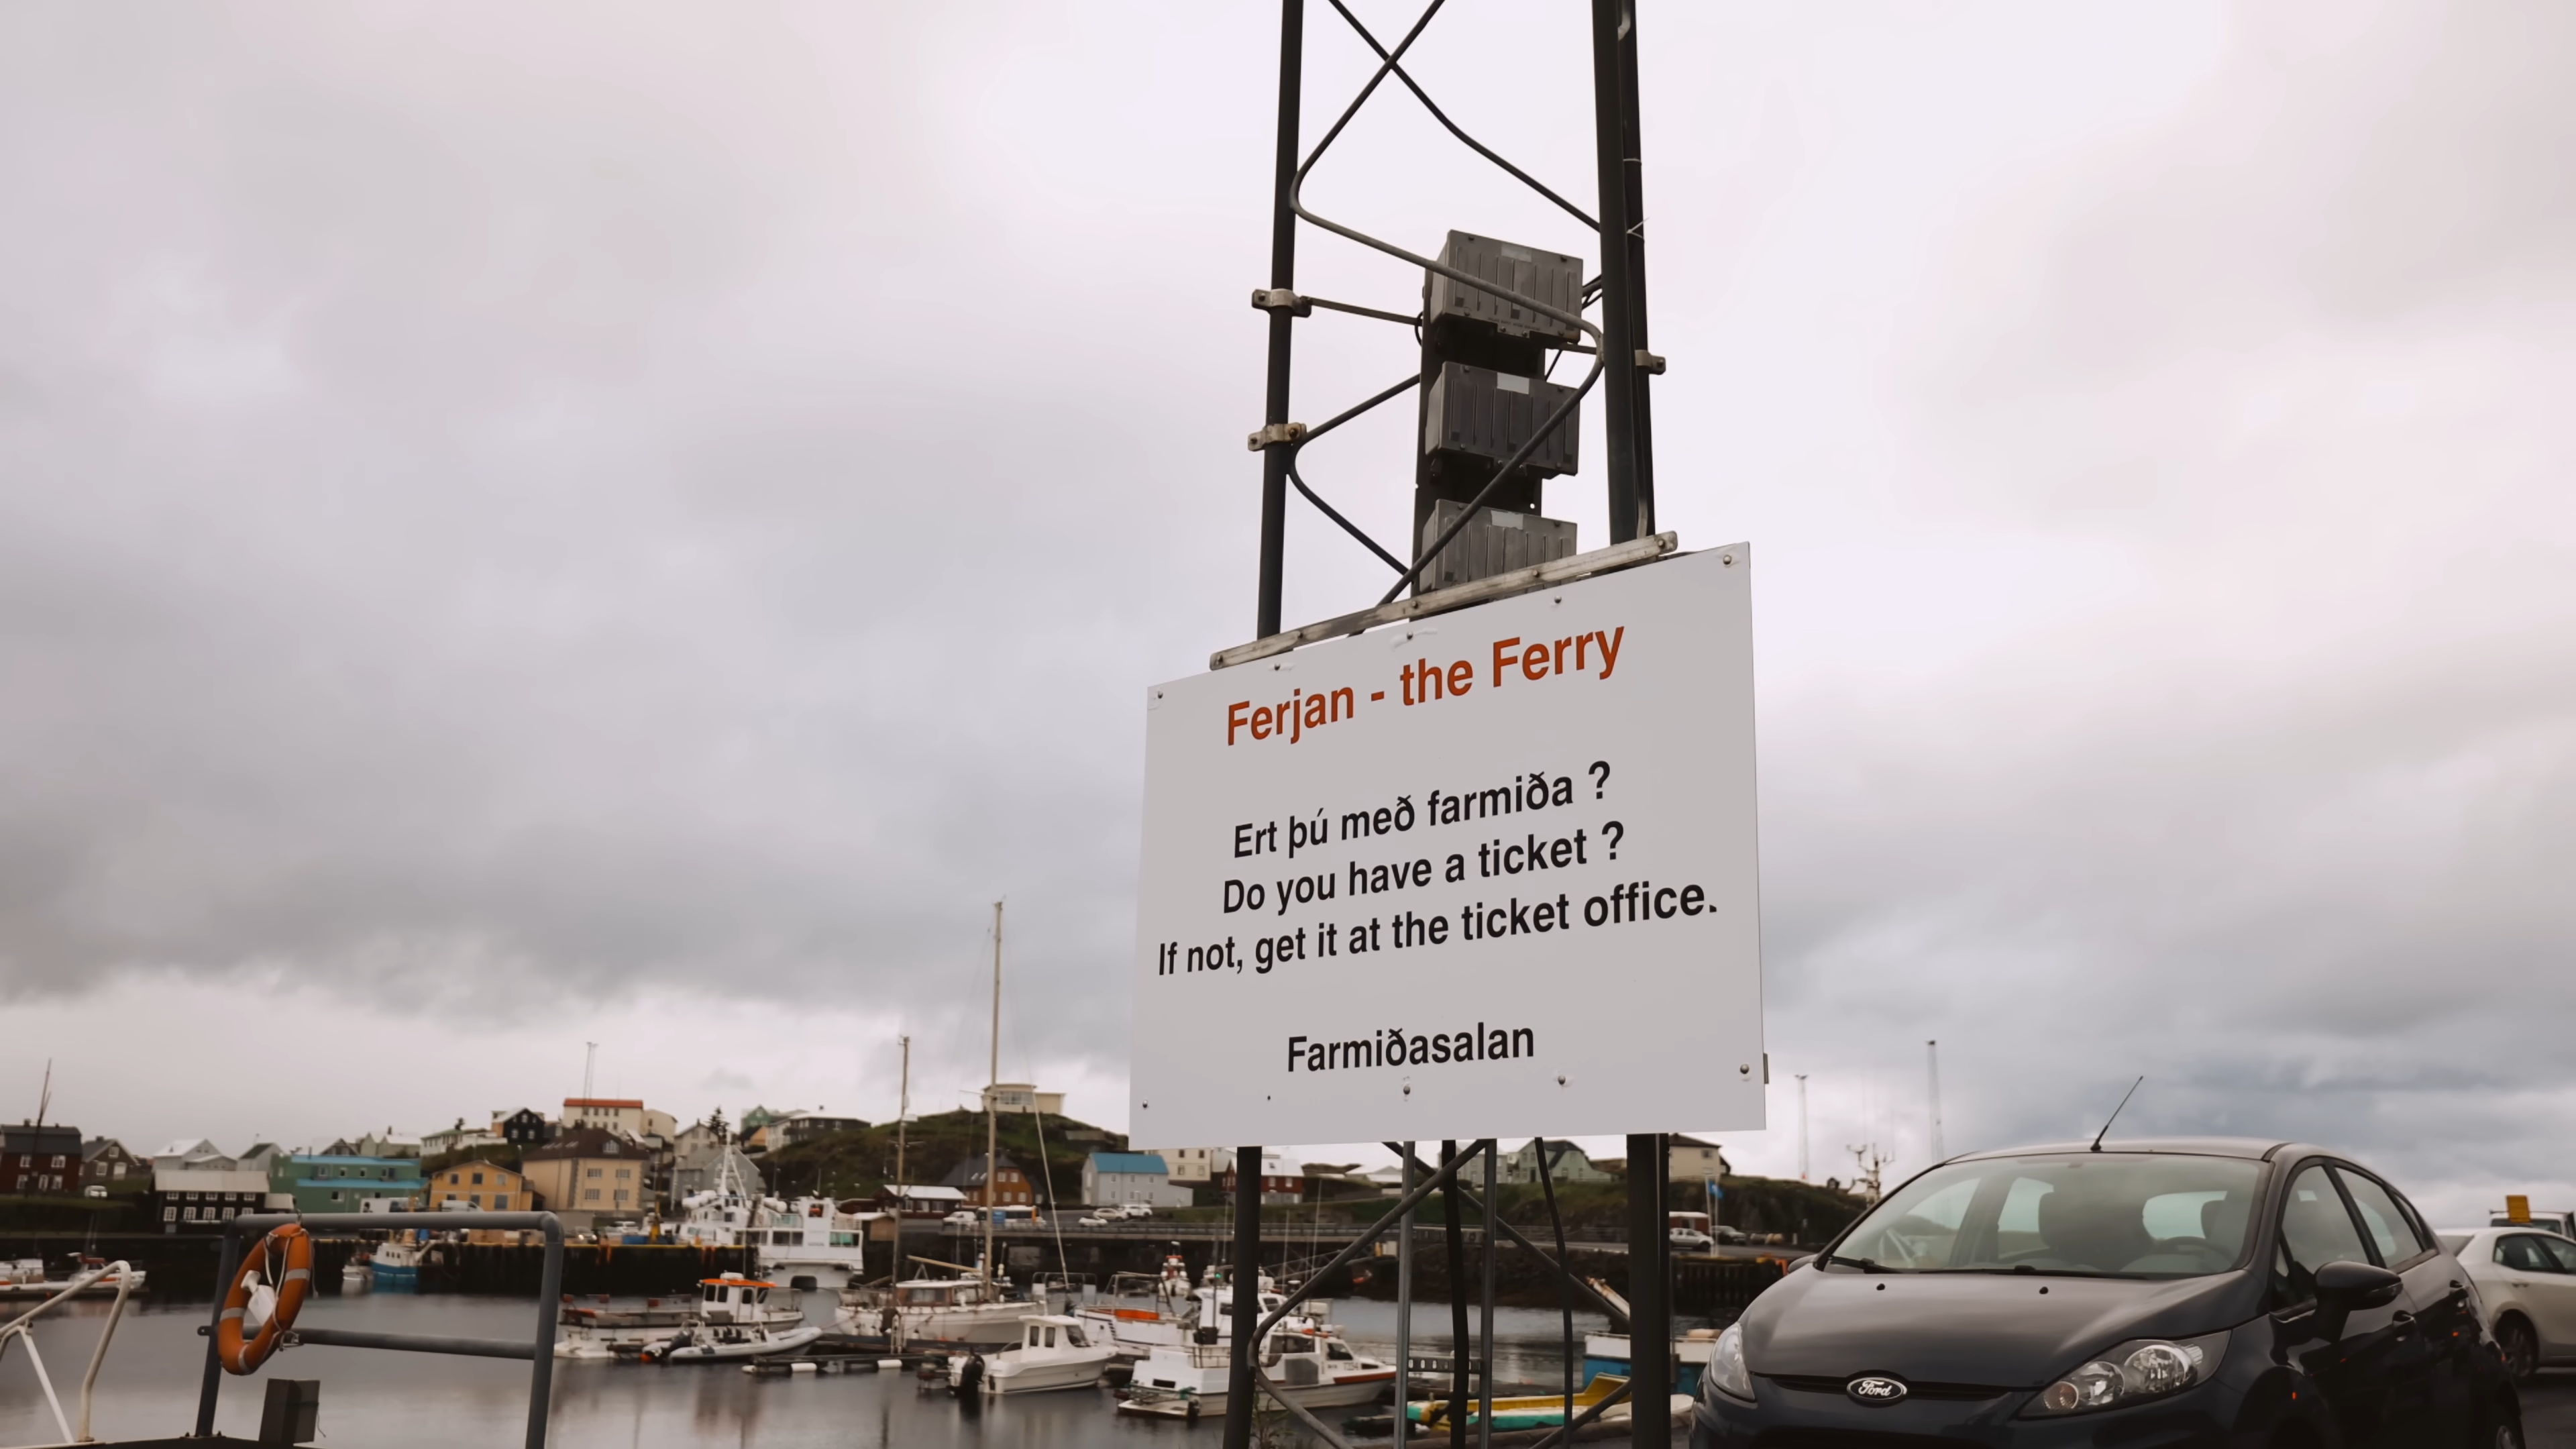 Ferjan - the Ferry
Ert þú með farmiða ?
Do you have a ticket ?
If not, get it at the ticket office.
Farmiðasalan
Ford